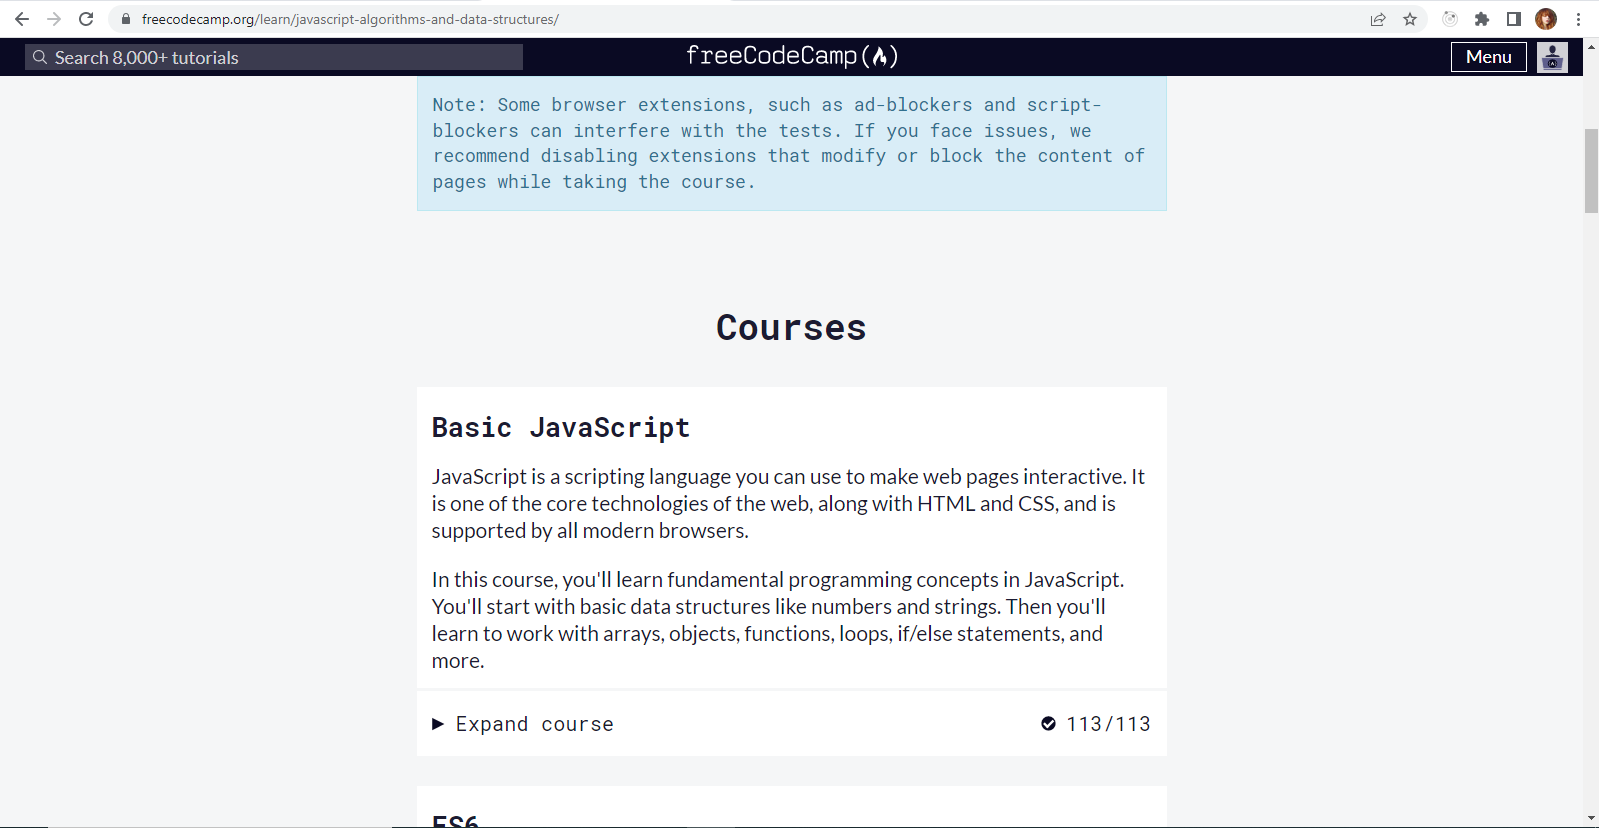 freecodecamp.org/learn/javascript-algorithms-and-data-structures/
Search 8,000+ tutorials
freeCodeCamp
Menu
Note: Some browser extensions, such as ad-blockers and script-
blockers can interfere with the tests. If you face issues, we
recommend disabling extensions that modify or block the content of
pages while taking the course.
Courses
Basic JavaScript
JavaScript is a scripting language you can use to make web pages interactive. It
is one of the core technologies of the web, along with HTML and CSS, and is
supported by all modern browsers.
In this course, you'll learn fundamental programming concepts in JavaScript.
You'll start with basic data structures like numbers and strings. Then you'll
learn to work with arrays, objects, functions, loops, if/else statements, and
more.
Expand course
113/113
ES6